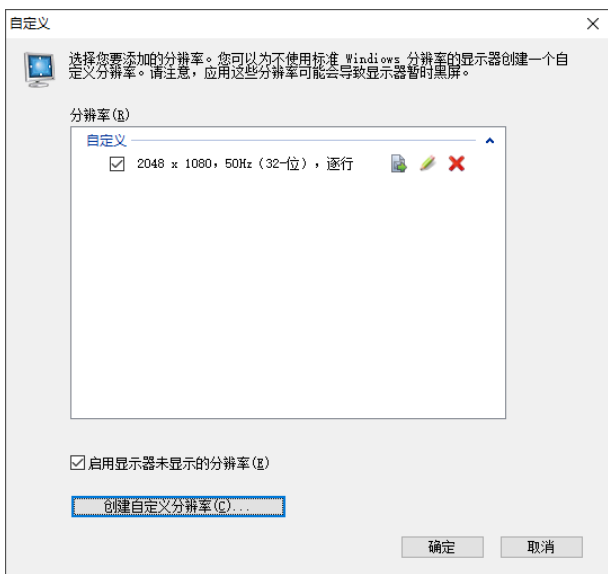 自定义
选择您要添加的分辨率。您可以为不使用标准 Windiows 分辨率的显示器创建一个自
定义分辨率。请注意，应用这些分辨率可能会导致显示器暂时黑屏。
分辨率(R)
自定义
2048 x 1080，50Hz（32-位），逐行
启用显示器未显示的分辨率(E)
创建自定义分辨率(C)...
确定
取消